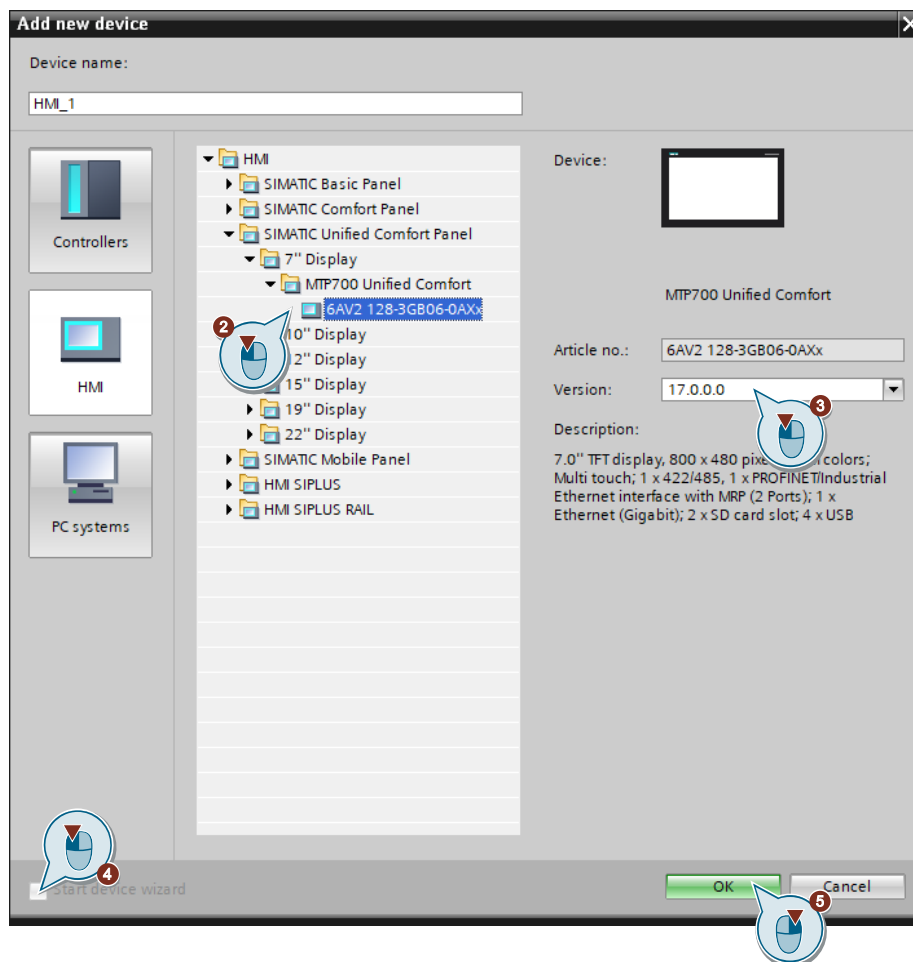 Add new device
Device name:
HMI_1
Controllers
HMI
PC systems
HMI
SIMATIC Basic Panel
SIMATIC Comfort Panel
SIMATIC Unified Comfort Panel
7'' Display
MTP700 Unified Comfort
6AV2 128-3GB06-0AXx
2
10'' Display
2'' Display
15'' Display
19'' Display
22'' Display
SIMATIC Mobile Panel
HMI SIPLUS
HMI SIPLUS RAIL
Device:
MTP700 Unified Comfort
Article no.:
6AV2 128-3GB06-0AXx
Version:
17.0.0.0
3
Description:
7.0'' TFT display, 800 x 480 colors;
Multi touch; 1 x 422/485, 1 x PROFINET/Industrial
Ethernet interface with MRP (2 Ports); 1 x
Ethernet (Gigabit); 2 x SD card slot; 4 x USB
4
Start device wizard
OK
Cancel
5